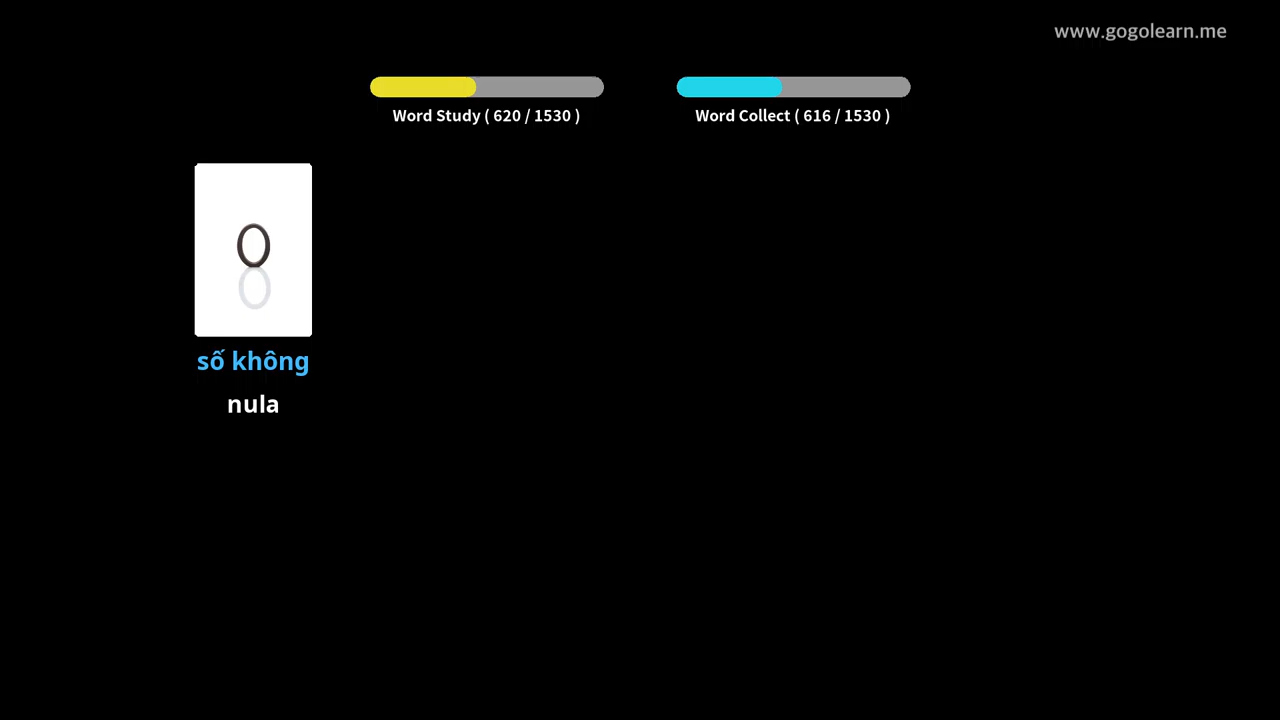 www.gogolearn.me
Word Study ( 620 / 1530 )
Word Collect ( 616 / 1530 )
0
số không
nula